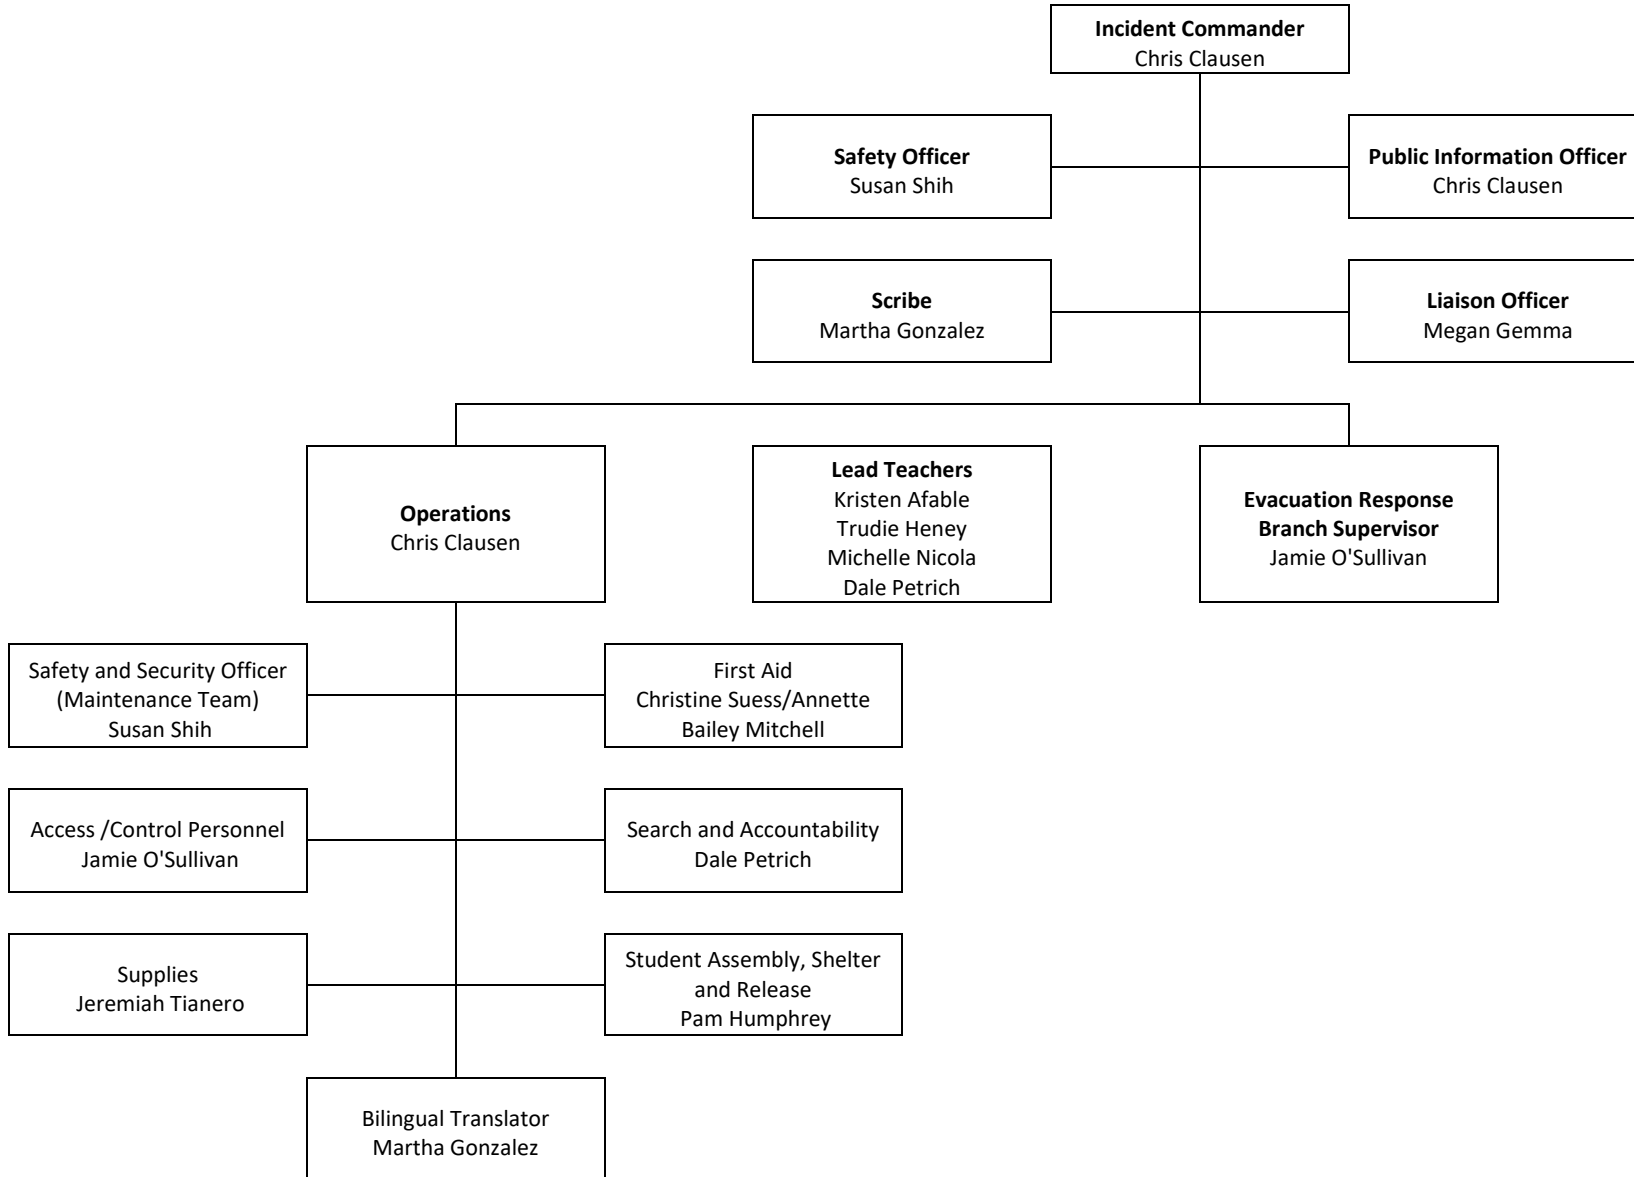 Incident Commander
Chris Clausen
Safety Officer
Susan Shih
Public Information Officer
Chris Clausen
Scribe
Martha Gonzalez
Liaison Officer
Megan Gemma
Operations
Chris Clausen
Lead Teachers
Kristen Afable
Trudie Heney
Michelle Nicola
Dale Petrich
Evacuation Response
Branch Supervisor
Jamie O'Sullivan
Safety and Security Officer
(Maintenance Team)
Susan Shih
First Aid
Christine Suess/Annette
Bailey Mitchell
Access /Control Personnel
Jamie O'Sullivan
Search and Accountability
Dale Petrich
Supplies
Jeremiah Tianero
Student Assembly, Shelter
and Release
Pam Humphrey
Bilingual Translator
Martha Gonzalez